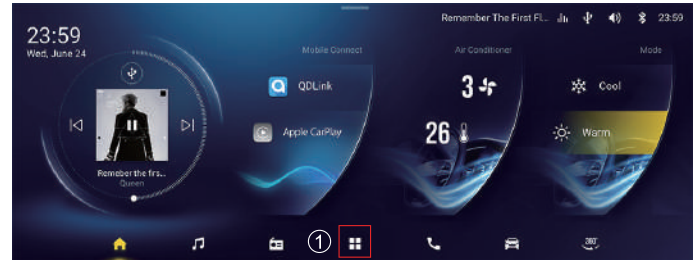 Remember The First Fl...
23:59
23:59
Wed, June 24
Mobile Connect
Air Conditioner
Mode
QDLink
3
Cool
Apple CarPlay
26
Warm
Remeber the firs...
Queen
1
360°